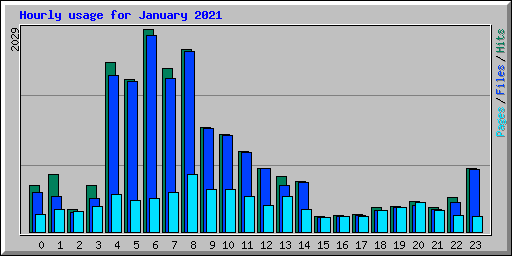 Hourly usage for January 2021
2029
Pages/Files/Hits
0 1 2 3 4 5 6 7 8 9 10 11 12 13 14 15 16 17 18 19 20 21 22 23